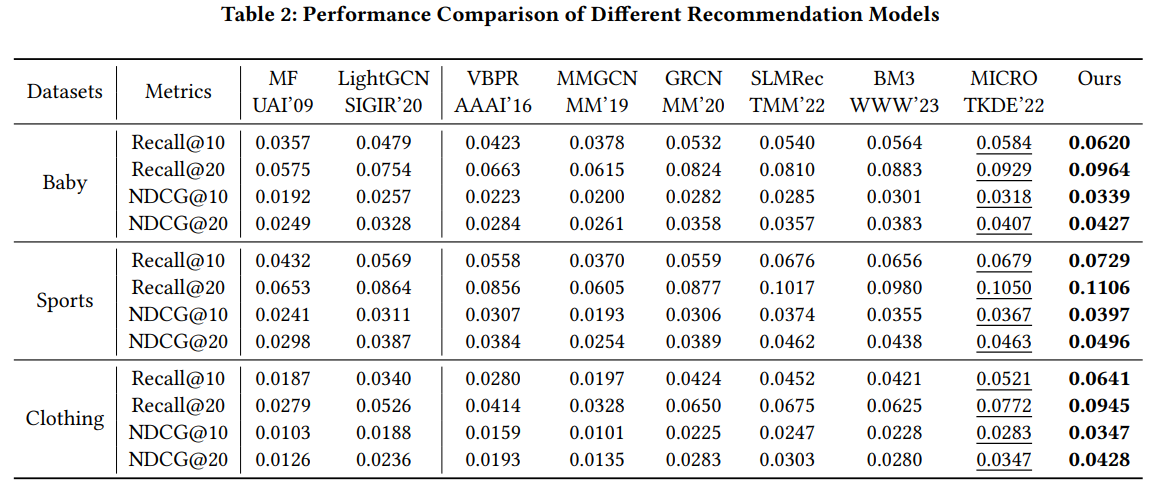 Table 2: Performance Comparison of Different Recommendation Models
Datasets Metrics MF LightGCN VBPR MMGCN GRCN SLMRec BM3 MICRO Ours
UAI'09 SIGIR'20 AAAI'16 MM'19 MM'20 TMM'22 WWW'23 TKDE'22
Baby
Recall@10 0.0357 0.0479 0.0423 0.0378 0.0532 0.0540 0.0564 0.0584 0.0620
Recall@20 0.0575 0.0754 0.0663 0.0615 0.0824 0.0810 0.0883 0.0929 0.0964
NDCG@10 0.0192 0.0257 0.0223 0.0200 0.0282 0.0285 0.0301 0.0318 0.0339
NDCG@20 0.0249 0.0328 0.0284 0.0261 0.0358 0.0357 0.0383 0.0407 0.0427
Sports
Recall@10 0.0432 0.0569 0.0558 0.0370 0.0559 0.0676 0.0656 0.0679 0.0729
Recall@20 0.0653 0.0864 0.0856 0.0605 0.0877 0.1017 0.0980 0.1050 0.1106
NDCG@10 0.0241 0.0311 0.0307 0.0193 0.0306 0.0374 0.0355 0.0367 0.0397
NDCG@20 0.0298 0.0387 0.0384 0.0254 0.0389 0.0462 0.0438 0.0463 0.0496
Clothing
Recall@10 0.0187 0.0340 0.0280 0.0197 0.0424 0.0452 0.0421 0.0521 0.0641
Recall@20 0.0279 0.0526 0.0414 0.0328 0.0650 0.0675 0.0625 0.0772 0.0945
NDCG@10 0.0103 0.0188 0.0159 0.0101 0.0225 0.0247 0.0228 0.0283 0.0347
NDCG@20 0.0126 0.0236 0.0193 0.0135 0.0283 0.0303 0.0280 0.0347 0.0428